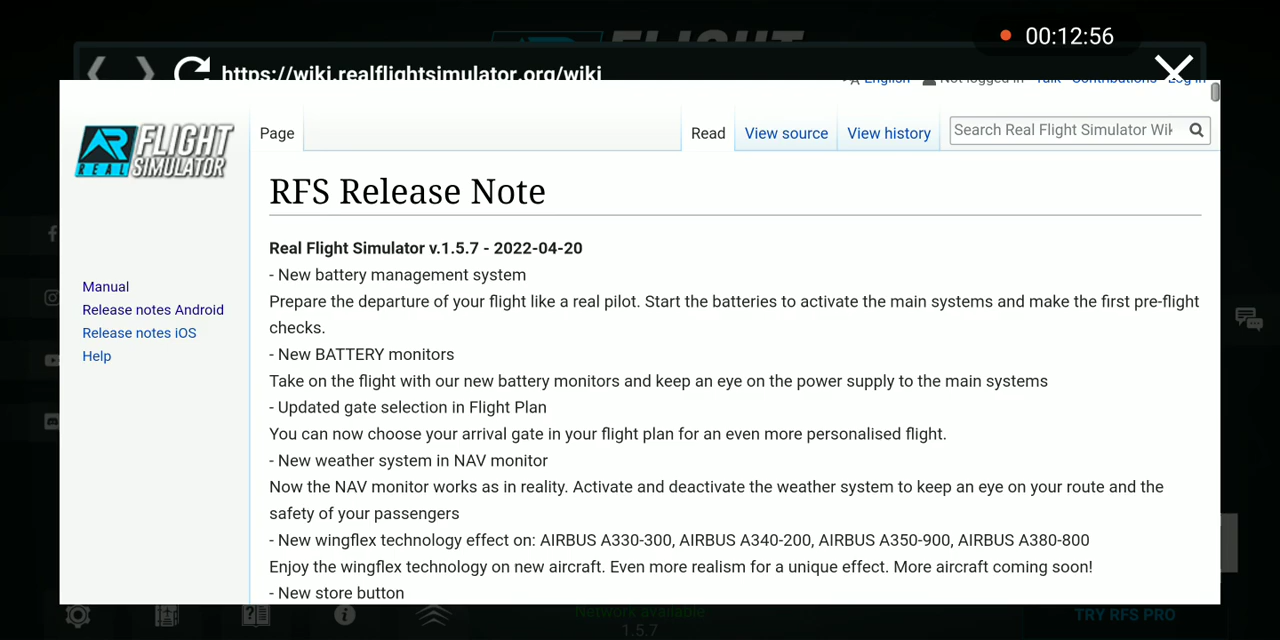 00:12:56
https://wiki.realflightsimulator.org/wiki
English Not logged in Talk Contributions Log in
AR FLIGHT
REAL SIMULATOR
Page
Read
View source
View history
Search Real Flight Simulator Wik
RFS Release Note
Real Flight Simulator v.1.5.7 - 2022-04-20
- New battery management system
Prepare the departure of your flight like a real pilot. Start the batteries to activate the main systems and make the first pre-flight
checks.
- New BATTERY monitors
Take on the flight with our new battery monitors and keep an eye on the power supply to the main systems
- Updated gate selection in Flight Plan
You can now choose your arrival gate in your flight plan for an even more personalised flight.
- New weather system in NAV monitor
Now the NAV monitor works as in reality. Activate and deactivate the weather system to keep an eye on your route and the
safety of your passengers
- New wingflex technology effect on: AIRBUS A330-300, AIRBUS A340-200, AIRBUS A350-900, AIRBUS A380-800
Enjoy the wingflex technology on new aircraft. Even more realism for a unique effect. More aircraft coming soon!
- New store button
Manual
Release notes Android
Release notes iOS
Help
Network available
1.5.7
TRY RFS PRO